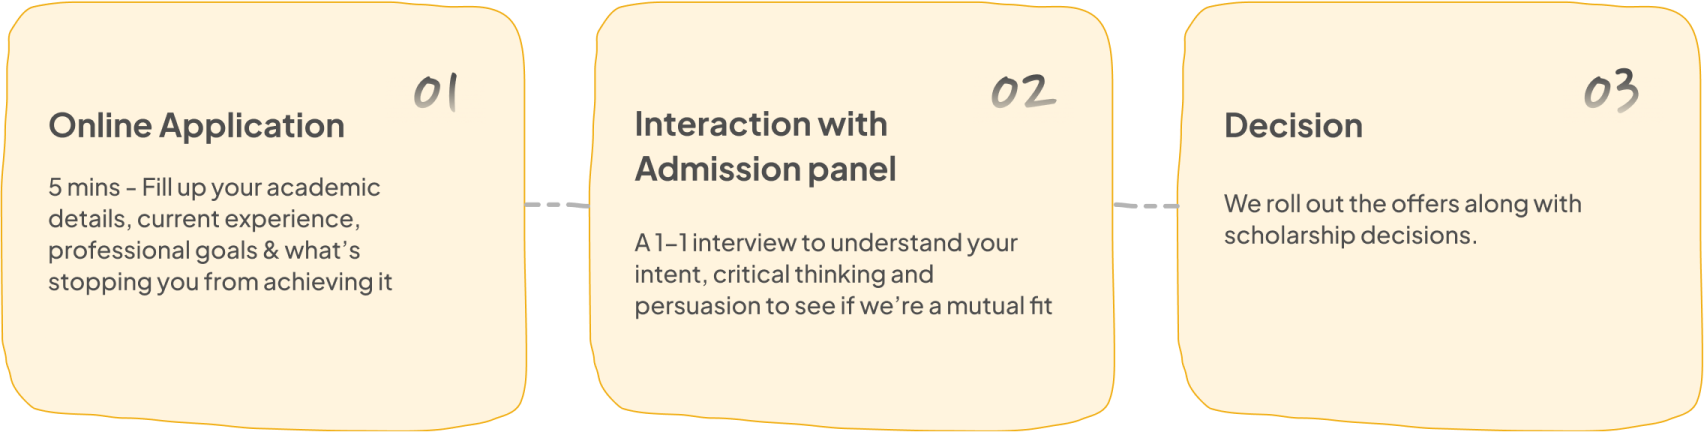 01
Online Application
5 mins - Fill up your academic
details, current experience,
professional goals & what's
stopping you from achieving it
02
Interaction with
Admission panel
A 1-1 interview to understand your
intent, critical thinking and
persuasion to see if we're a mutual fit
03
Decision
We roll out the offers along with
scholarship decisions.